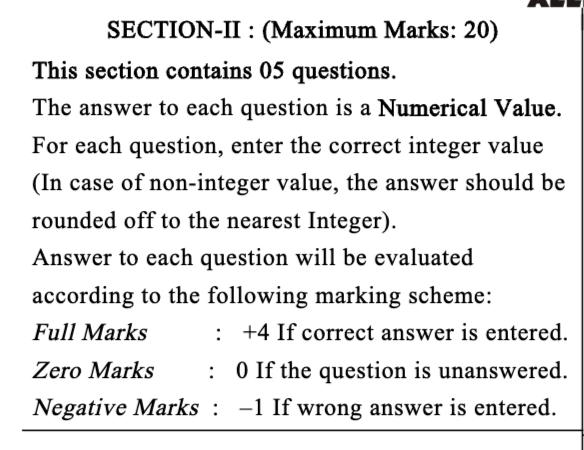 SECTION-II : (Maximum Marks: 20)
This section contains 05 questions.
The answer to each question is a Numerical Value.
For each question, enter the correct integer value
(In case of non-integer value, the answer should be
rounded off to the nearest Integer).
Answer to each question will be evaluated
according to the following marking scheme:
Full Marks : +4 If correct answer is entered.
Zero Marks : 0 If the question is unanswered.
Negative Marks : –1 If wrong answer is entered.